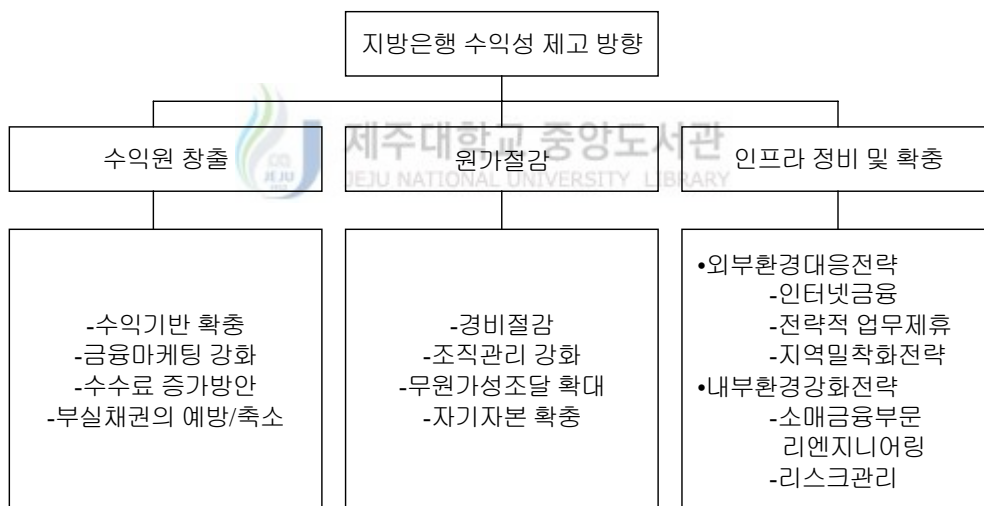 지방은행 수익성 제고 방향
수익원 창출
원가절감
인프라 정비 및 확충
제주대학교 중앙도서관
JEJU NATIONAL UNIVERSITY LIBRARY
JEJU
-수익기반 확충
-금융마케팅 강화
-수수료 증가방안
-부실채권의 예방/축소
-경비절감
-조직관리 강화
-무원가성조달 확대
-자기자본 확충
•외부환경대응전략
-인터넷금융
-전략적 업무제휴
-지역밀착화전략
•내부환경강화전략
-소매금융부문
리엔지니어링
-리스크관리